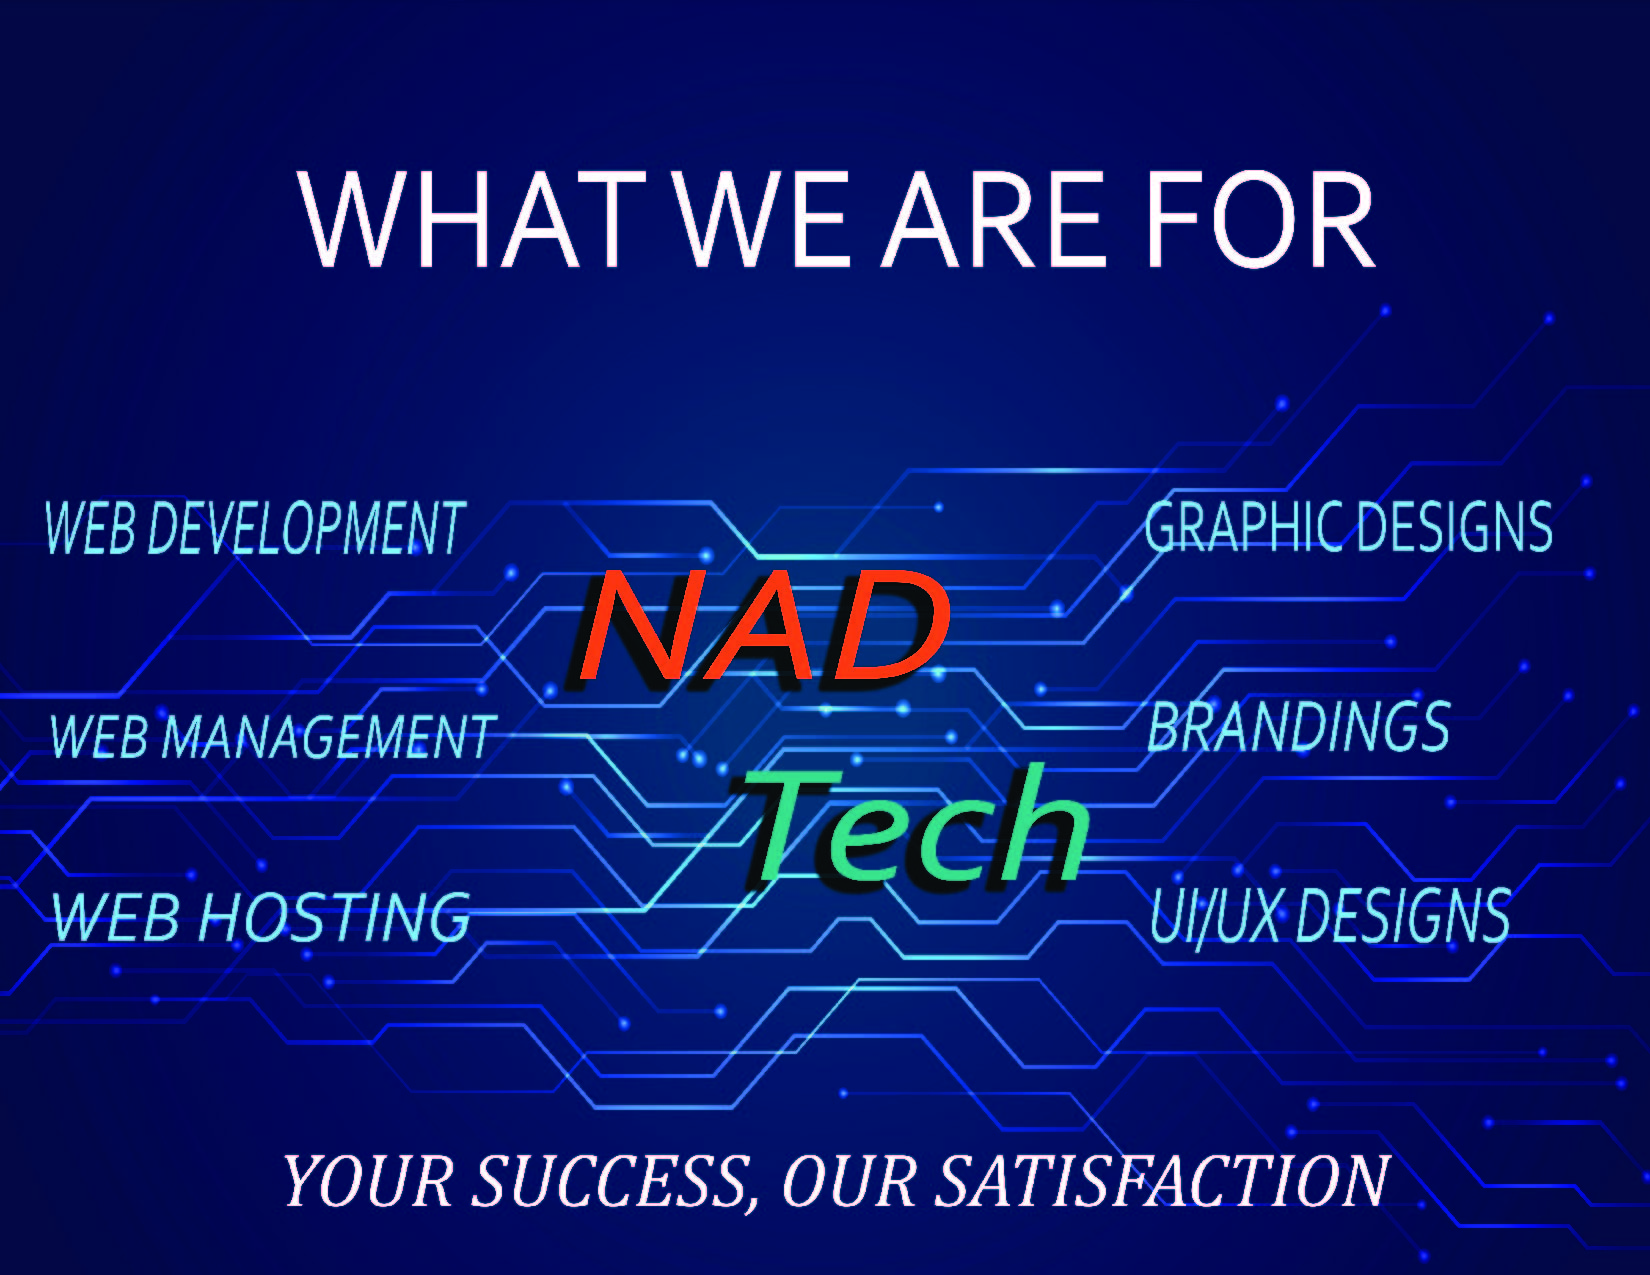 WHAT WE ARE FOR
WEB DEVELOPMENT
GRAPHIC DESIGNS
NAD
WEB MANAGEMENT
BRANDINGS
Tech
WEB HOSTING
UI/UX DESIGNS
YOUR SUCCESS, OUR SATISFACTION